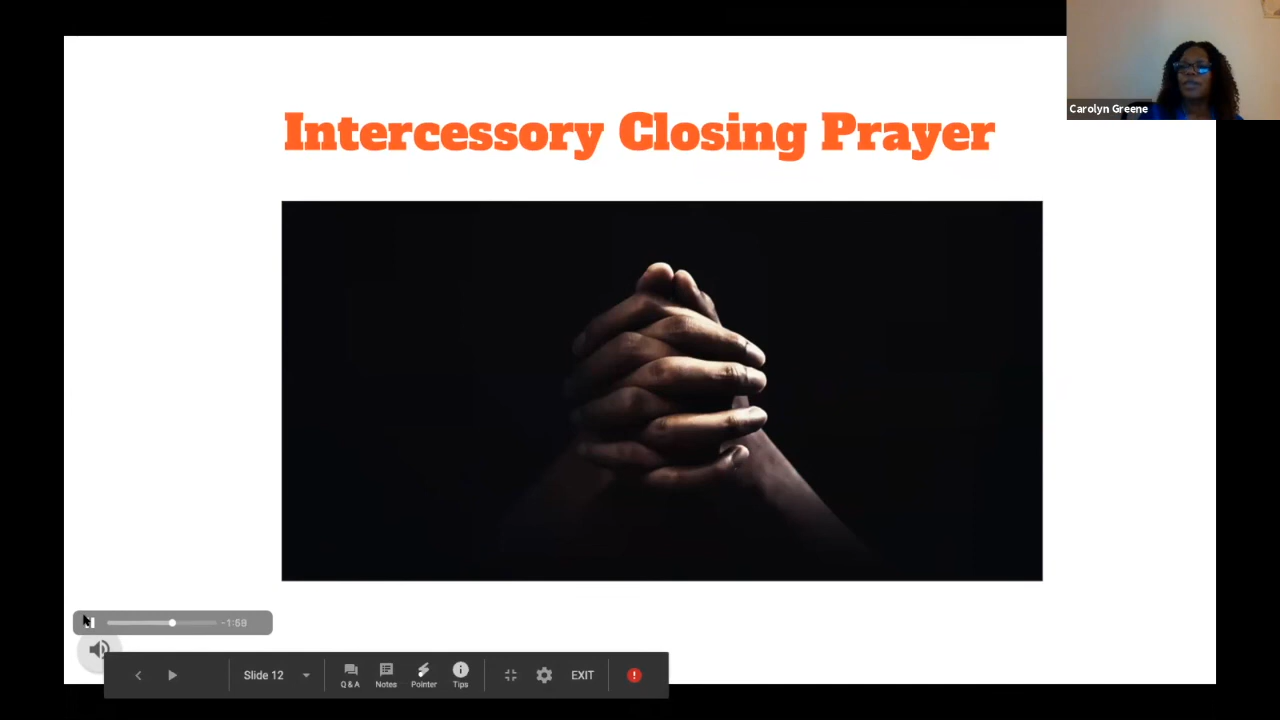 Carolyn Greene
Intercessory Closing Prayer
-1:59
Slide 12
Q & A
Notes
Pointer
Tips
EXIT